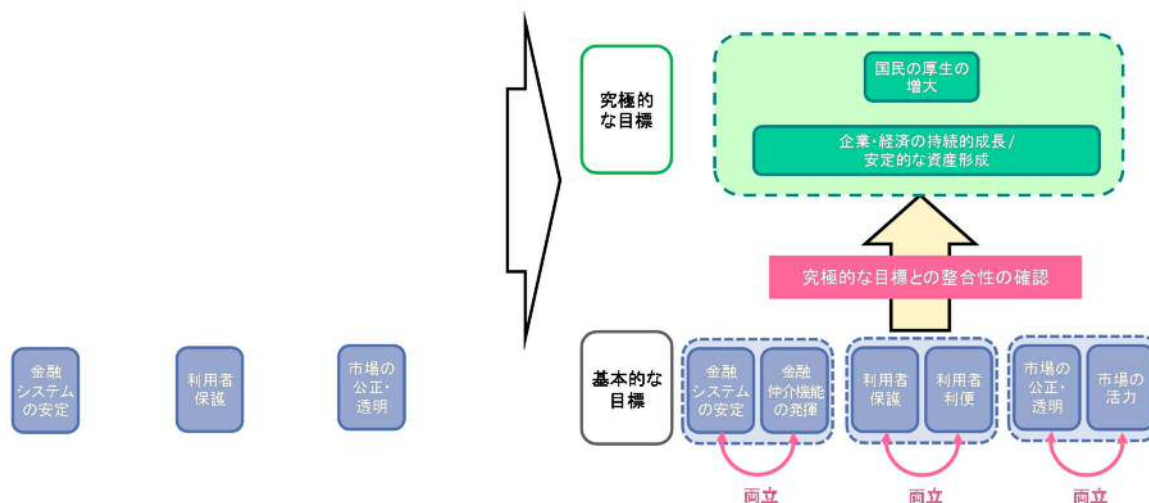 金融
システム
の安定
利用者
保護
市場の
公正・
透明
究極的
な目標
国民の厚生の
増大
企業・経済の持続的成長/
安定的な資産形成
究極的な目標との整合性の確認
基本的な
目標
金融
システム
の安定
金融
仲介機能
の発揮
利用者
保護
利用者
利便
市場の
公正・
透明
市場の
活力
両立
両立
両立